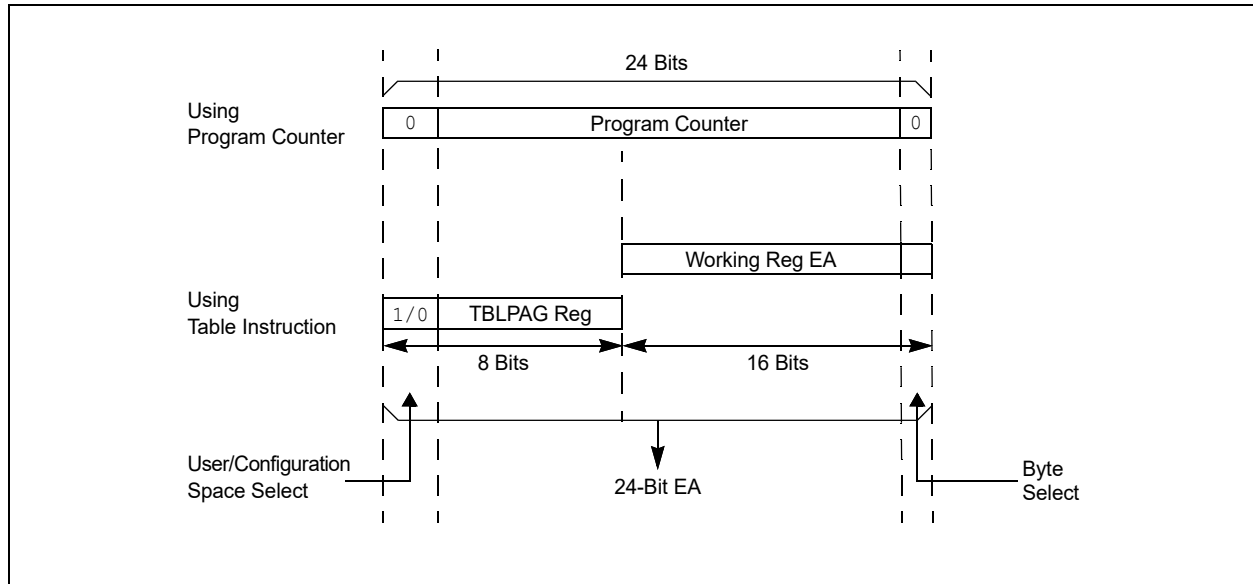 24 Bits
Using
Program Counter
0
Program Counter
0
Working Reg EA
Using
Table Instruction
1/0
TBLPAG Reg
8 Bits
16 Bits
User/Configuration
Space Select
24-Bit EA
Byte
Select